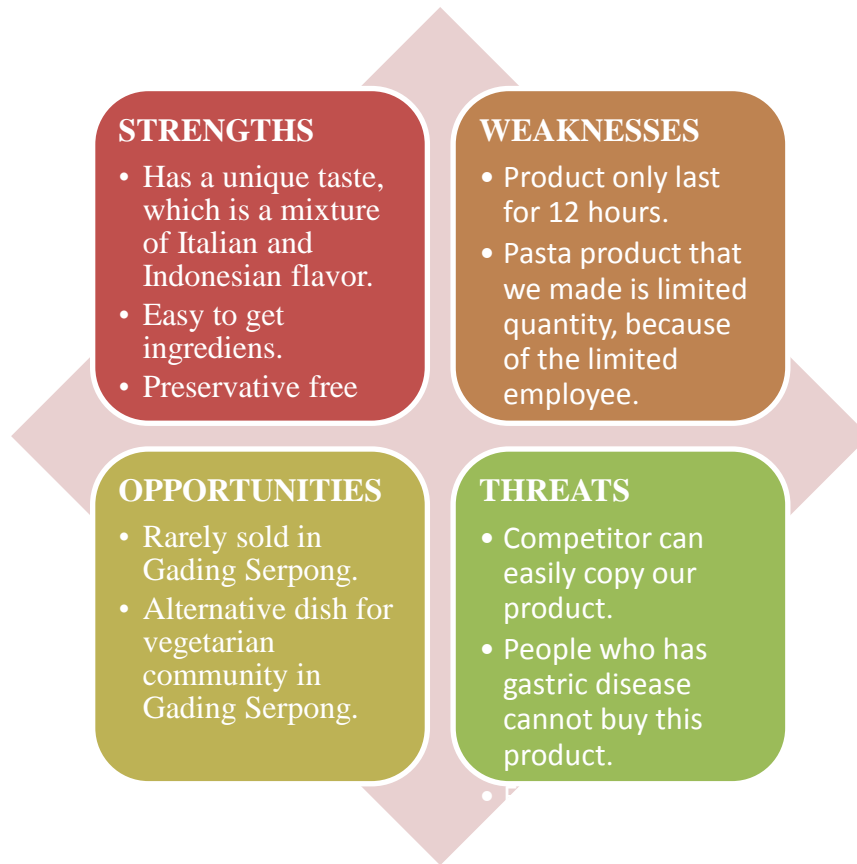 STRENGTHS
• Has a unique taste,
which is a mixture
of Italian and
Indonesian flavor.
• Easy to get
ingrediens.
• Preservative free
WEAKNESSES
• Product only last
for 12 hours.
• Pasta product that
we made is limited
quantity, because
of the limited
employee.
OPPORTUNITIES
• Rarely sold in
Gading Serpong.
• Alternative dish for
vegetarian
community in
Gading Serpong.
THREATS
• Competitor can
easily copy our
product.
• People who has
gastric disease
cannot buy this
product.